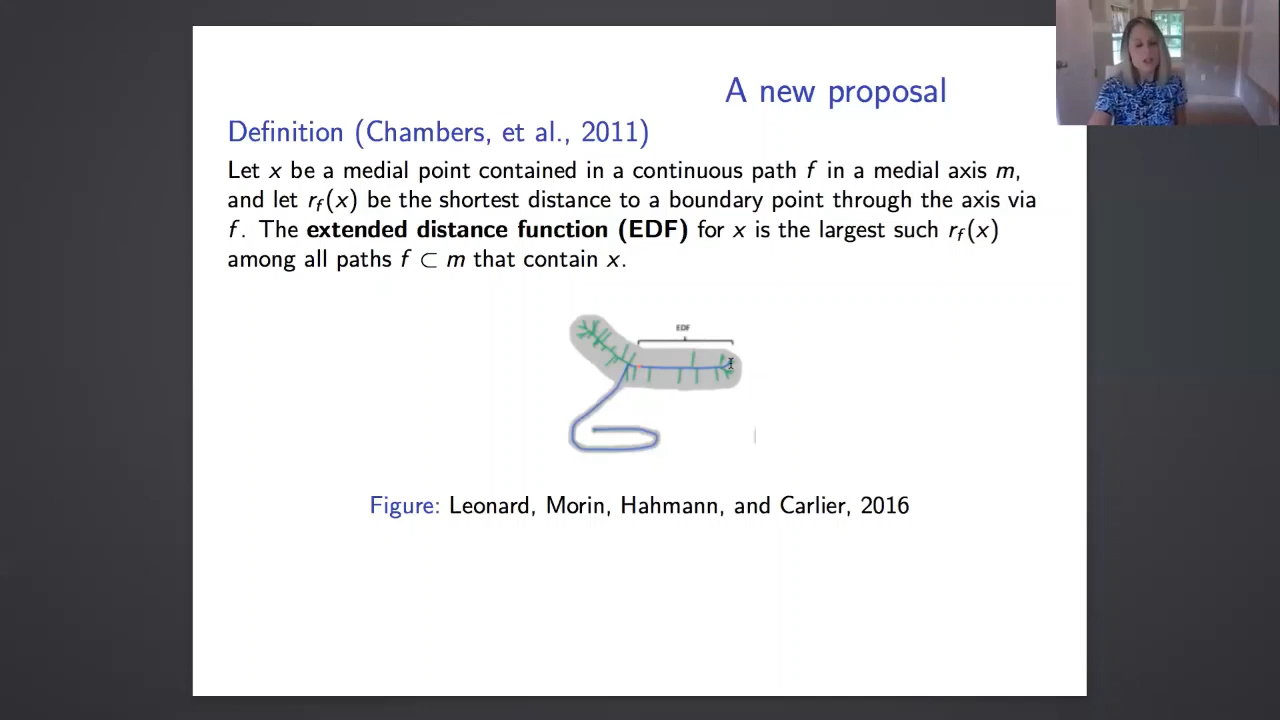 A new proposal
Definition (Chambers, et al., 2011)
Let x be a medial point contained in a continuous path f in a medial axis m,
and let r_f(x) be the shortest distance to a boundary point through the axis via
f. The extended distance function (EDF) for x is the largest such r_f(x)
among all paths f ⊂ m that contain x.
EDF
Figure: Leonard, Morin, Hahmann, and Carlier, 2016